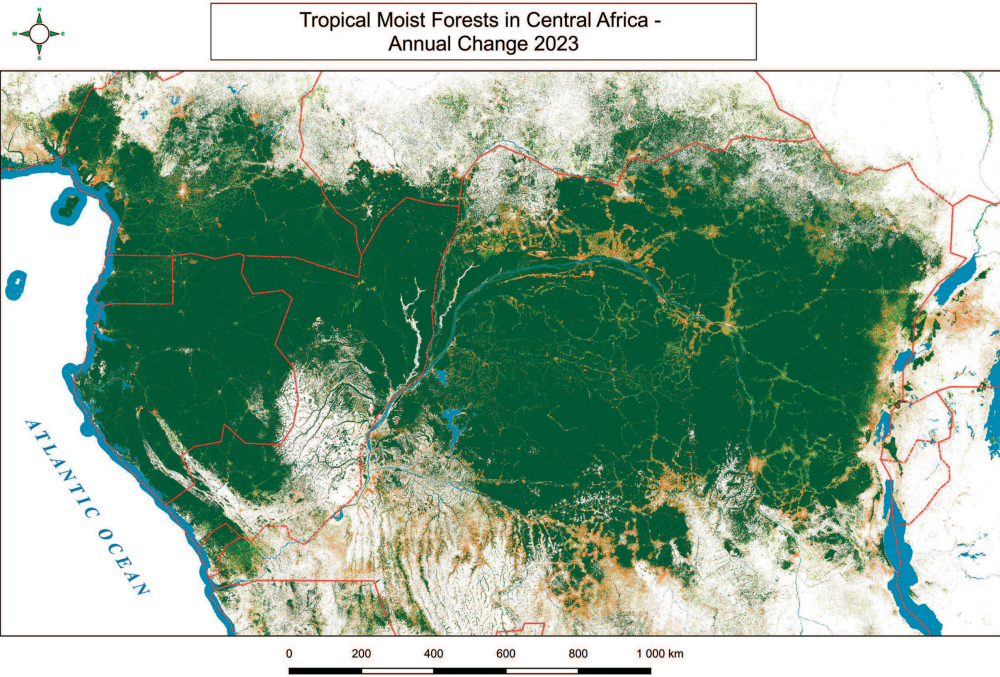 N
W E
S
Tropical Moist Forests in Central Africa -
Annual Change 2023
ATLANTIC OCEAN
0 200 400 600 800 1 000 km